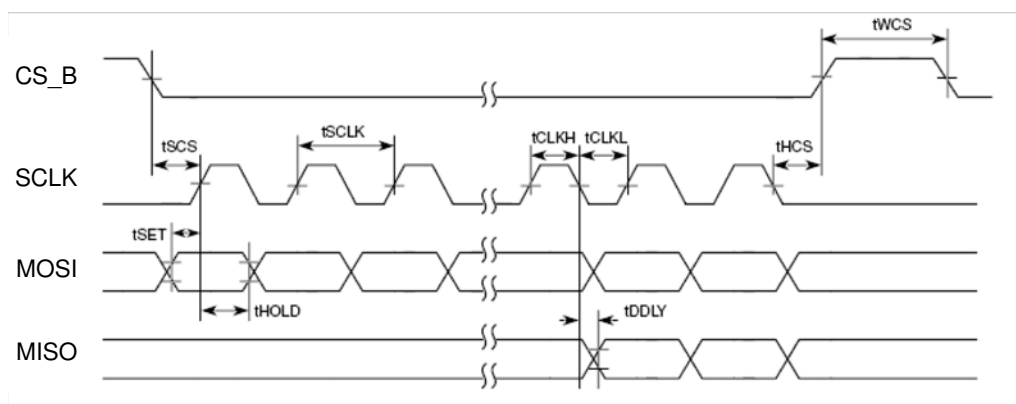 tWCS
CS_B
tSCLK
tCLKH tCLKL
tSCS
tHCS
SCLK
tSET
MOSI
tHOLD
tDDLY
MISO